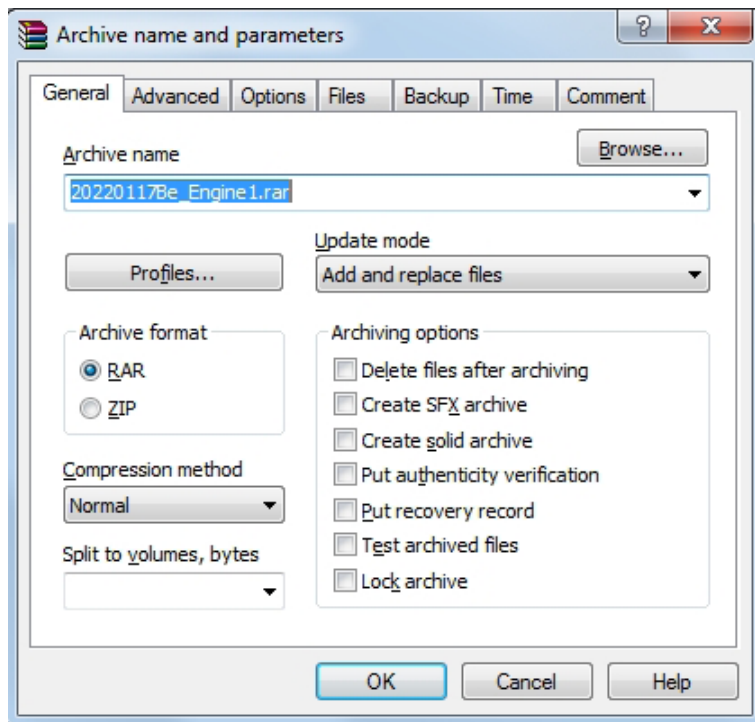 Archive name and parameters
General Advanced Options Files Backup Time Comment
Archive name
Browse...
20220117Be_Engine1.rar
Update mode
Profiles...
Add and replace files
Archive format
RAR
ZIP
Compression method
Normal
Split to volumes, bytes
Archiving options
Delete files after archiving
Create SFX archive
Create solid archive
Put authenticity verification
Put recovery record
Test archived files
Lock archive
OK Cancel Help